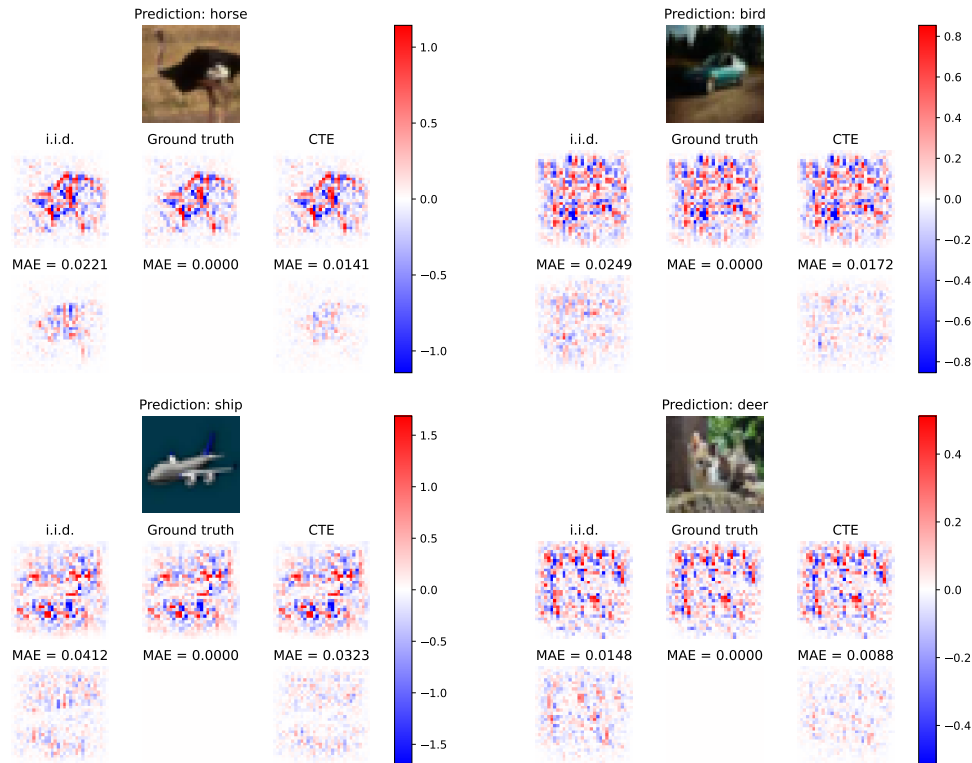 Prediction: horse
i.i.d.
Ground truth
CTE
MAE = 0.0221
MAE = 0.0000
MAE = 0.0141
1.0
0.5
0.0
−0.5
−1.0
Prediction: bird
i.i.d.
Ground truth
CTE
MAE = 0.0249
MAE = 0.0000
MAE = 0.0172
0.8
0.6
0.4
0.2
0.0
−0.2
−0.4
−0.6
−0.8
Prediction: ship
i.i.d.
Ground truth
CTE
MAE = 0.0412
MAE = 0.0000
MAE = 0.0323
1.5
1.0
0.5
0.0
−0.5
−1.0
−1.5
Prediction: deer
i.i.d.
Ground truth
CTE
MAE = 0.0148
MAE = 0.0000
MAE = 0.0088
0.4
0.2
0.0
−0.2
−0.4